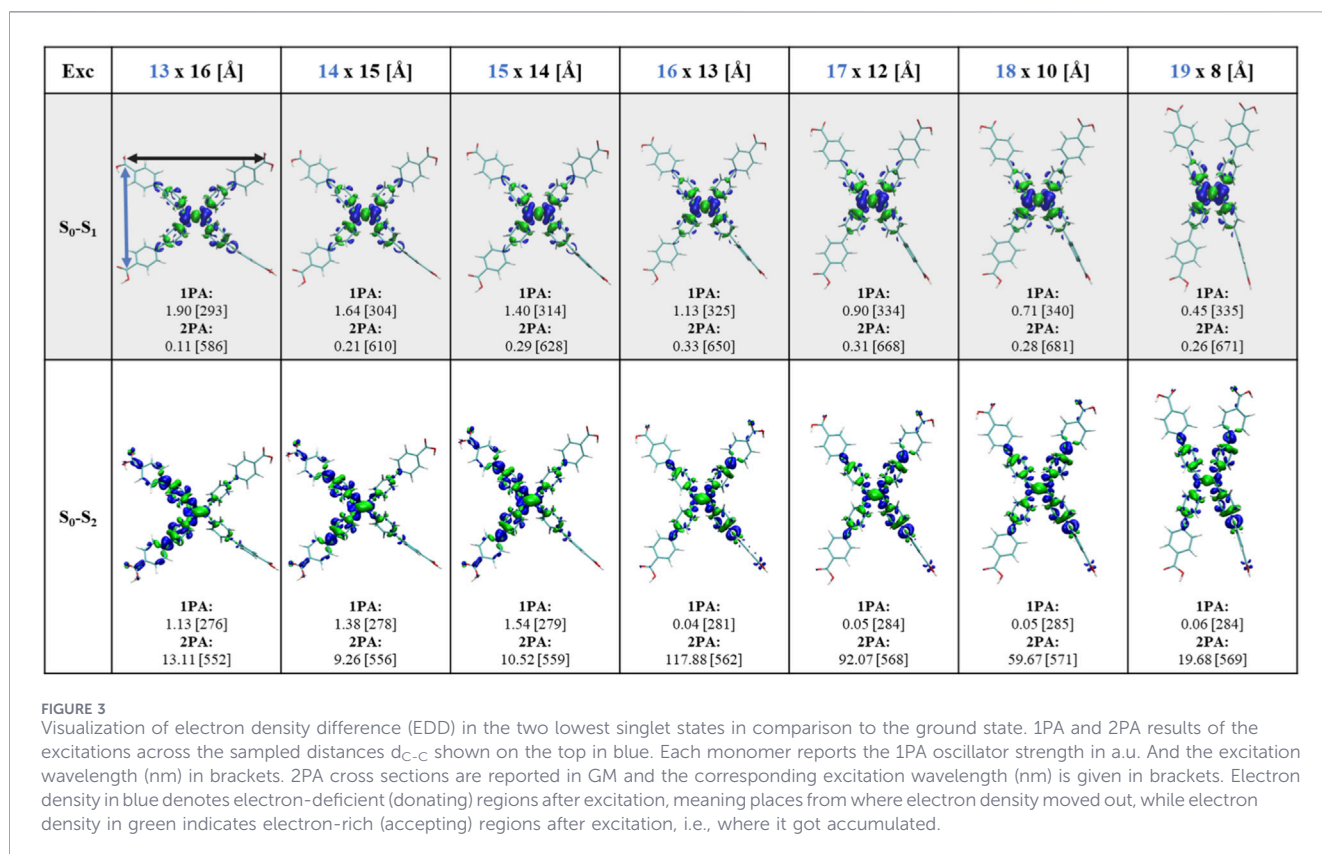 Exc 13 x 16 [Å] 14 x 15 [Å] 15 x 14 [Å] 16 x 13 [Å] 17 x 12 [Å] 18 x 10 [Å] 19 x 8 [Å]
S0-S1
1PA: 1PA: 1PA: 1PA: 1PA: 1PA: 1PA:
1.90 [293] 1.64 [304] 1.40 [314] 1.13 [325] 0.90 [334] 0.71 [340] 0.45 [335]
2PA: 2PA: 2PA: 2PA: 2PA: 2PA: 2PA:
0.11 [586] 0.21 [610] 0.29 [628] 0.33 [650] 0.31 [668] 0.28 [681] 0.26 [671]
S0-S2
1PA: 1PA: 1PA: 1PA: 1PA: 1PA: 1PA:
1.13 [276] 1.38 [278] 1.54 [279] 0.04 [281] 0.05 [284] 0.05 [285] 0.06 [284]
2PA: 2PA: 2PA: 2PA: 2PA: 2PA: 2PA:
13.11 [552] 9.26 [556] 10.52 [559] 117.88 [562] 92.07 [568] 59.67 [571] 19.68 [569]
FIGURE 3
Visualization of electron density difference (EDD) in the two lowest singlet states in comparison to the ground state. 1PA and 2PA results of the
excitations across the sampled distances dC-C shown on the top in blue. Each monomer reports the 1PA oscillator strength in a.u. And the excitation
wavelength (nm) in brackets. 2PA cross sections are reported in GM and the corresponding excitation wavelength (nm) is given in brackets. Electron
density in blue denotes electron-deficient (donating) regions after excitation, meaning places from where electron density moved out, while electron
density in green indicates electron-rich (accepting) regions after excitation, i.e., where it got accumulated.